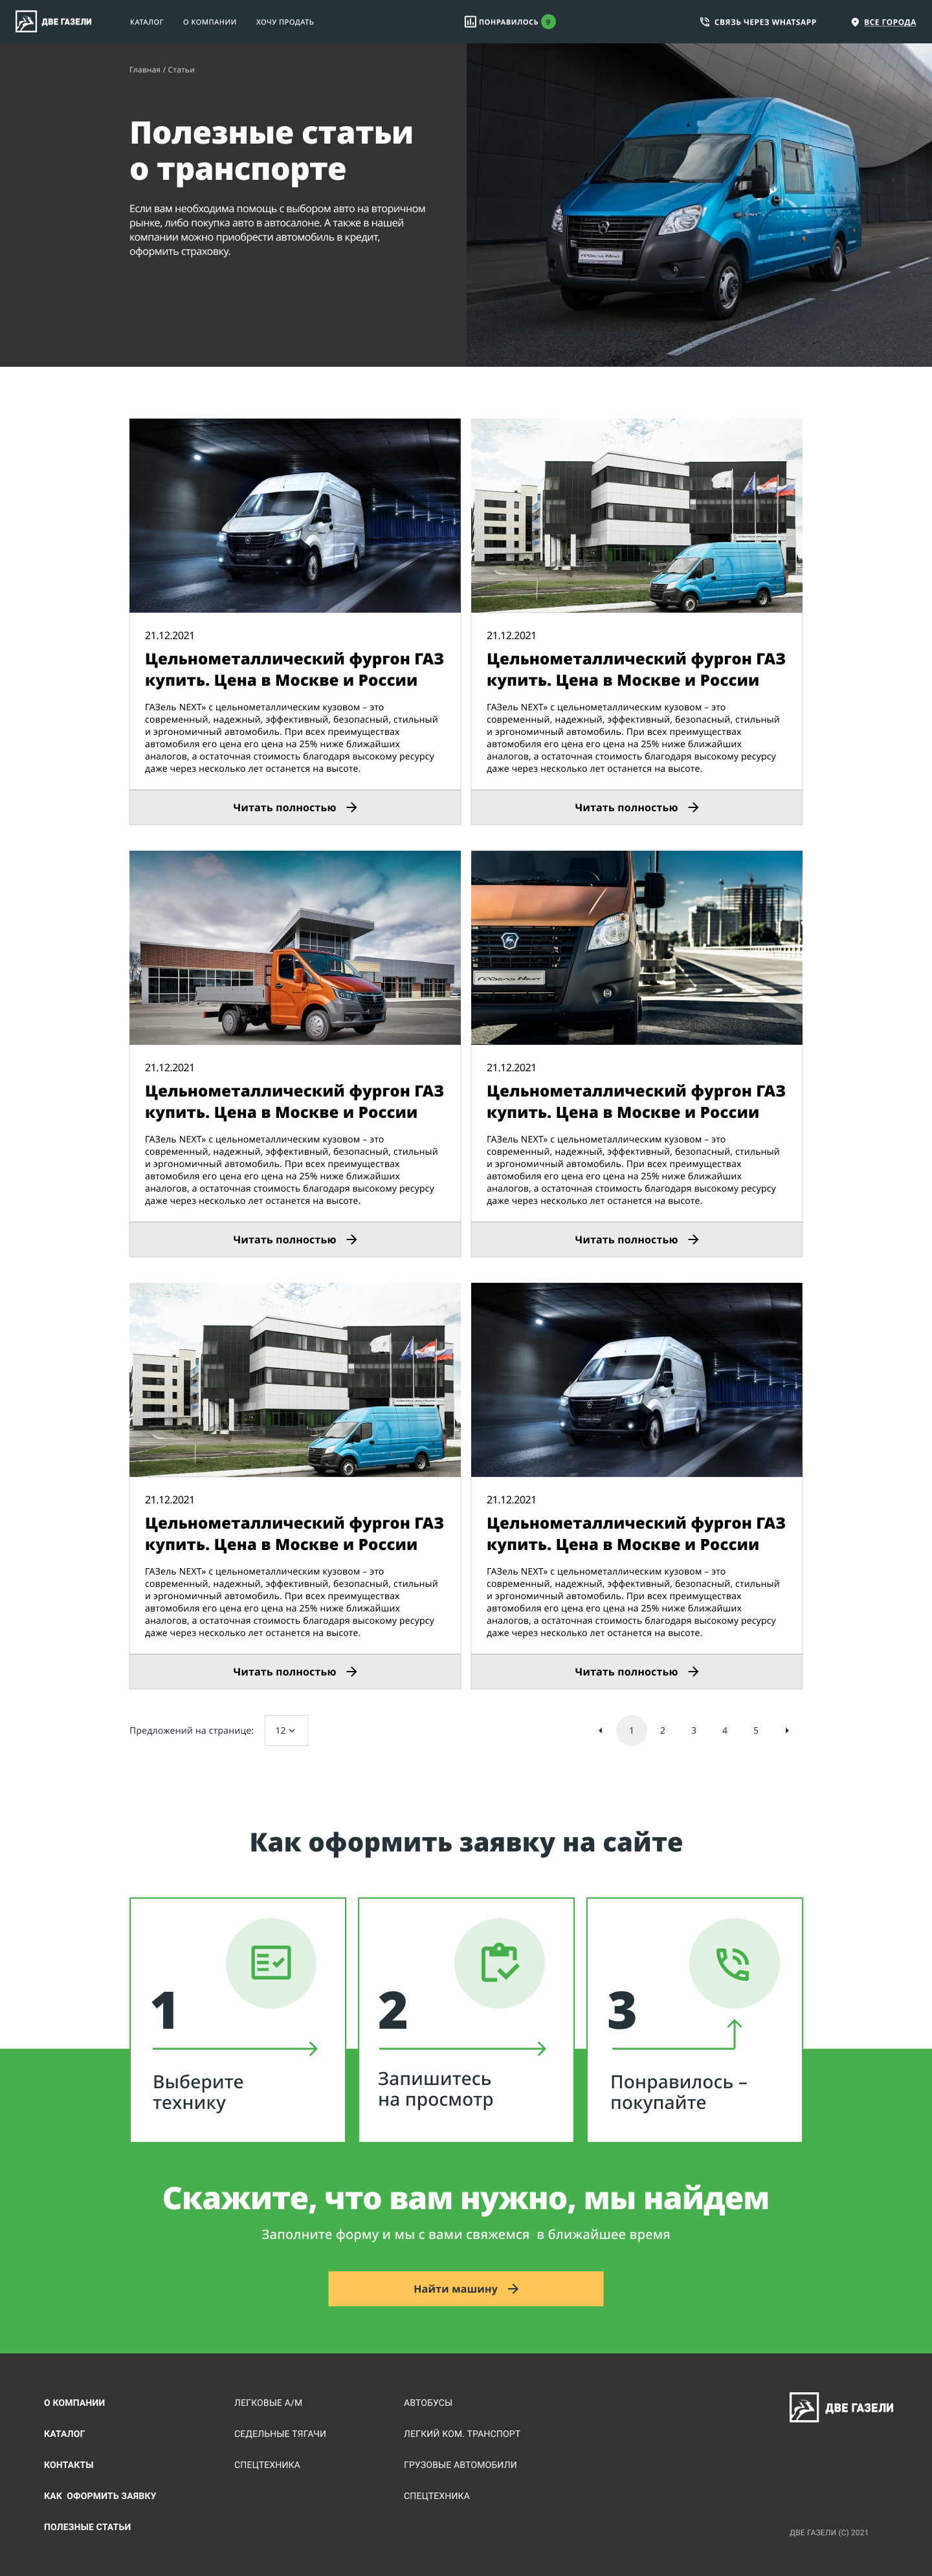 ДВЕ ГАЗЕЛИ
КАТАЛОГ
О КОМПАНИИ
ХОЧУ ПРОДАТЬ
ПОНРАВИЛОСЬ 9
СВЯЗЬ ЧЕРЕЗ WHATSAPP
ВСЕ ГОРОДА
Главная / Статьи
Полезные статьи
о транспорте
Если вам необходима помощь с выбором авто на вторичном
рынке, либо покупка авто в автосалоне. А также в нашей
компании можно приобрести автомобиль в кредит,
оформить страховку.
ГАЗель Next
21.12.2021
Цельнометаллический фургон ГАЗ
купить. Цена в Москве и России
ГАЗель NEXT» с цельнометаллическим кузовом – это
современный, надежный, эффективный, безопасный, стильный
и эргономичный автомобиль. При всех преимуществах
автомобиля его цена его цена на 25% ниже ближайших
аналогов, а остаточная стоимость благодаря высокому ресурсу
даже через несколько лет останется на высоте.
Читать полностью
21.12.2021
Цельнометаллический фургон ГАЗ
купить. Цена в Москве и России
ГАЗель NEXT» с цельнометаллическим кузовом – это
современный, надежный, эффективный, безопасный, стильный
и эргономичный автомобиль. При всех преимуществах
автомобиля его цена его цена на 25% ниже ближайших
аналогов, а остаточная стоимость благодаря высокому ресурсу
даже через несколько лет останется на высоте.
Читать полностью
21.12.2021
Цельнометаллический фургон ГАЗ
купить. Цена в Москве и России
ГАЗель NEXT» с цельнометаллическим кузовом – это
современный, надежный, эффективный, безопасный, стильный
и эргономичный автомобиль. При всех преимуществах
автомобиля его цена его цена на 25% ниже ближайших
аналогов, а остаточная стоимость благодаря высокому ресурсу
даже через несколько лет останется на высоте.
Читать полностью
ГАЗель Next
21.12.2021
Цельнометаллический фургон ГАЗ
купить. Цена в Москве и России
ГАЗель NEXT» с цельнометаллическим кузовом – это
современный, надежный, эффективный, безопасный, стильный
и эргономичный автомобиль. При всех преимуществах
автомобиля его цена его цена на 25% ниже ближайших
аналогов, а остаточная стоимость благодаря высокому ресурсу
даже через несколько лет останется на высоте.
Читать полностью
21.12.2021
Цельнометаллический фургон ГАЗ
купить. Цена в Москве и России
ГАЗель NEXT» с цельнометаллическим кузовом – это
современный, надежный, эффективный, безопасный, стильный
и эргономичный автомобиль. При всех преимуществах
автомобиля его цена его цена на 25% ниже ближайших
аналогов, а остаточная стоимость благодаря высокому ресурсу
даже через несколько лет останется на высоте.
Читать полностью
21.12.2021
Цельнометаллический фургон ГАЗ
купить. Цена в Москве и России
ГАЗель NEXT» с цельнометаллическим кузовом – это
современный, надежный, эффективный, безопасный, стильный
и эргономичный автомобиль. При всех преимуществах
автомобиля его цена его цена на 25% ниже ближайших
аналогов, а остаточная стоимость благодаря высокому ресурсу
даже через несколько лет останется на высоте.
Читать полностью
Предложений на странице: 12
1 2 3 4 5
Как оформить заявку на сайте
1
Выберите
технику
2
Запишитесь
на просмотр
3
Понравилось –
покупайте
Скажите, что вам нужно, мы найдем
Заполните форму и мы с вами свяжемся  в ближайшее время
Найти машину
О КОМПАНИИ
КАТАЛОГ
КОНТАКТЫ
КАК  ОФОРМИТЬ ЗАЯВКУ
ПОЛЕЗНЫЕ СТАТЬИ
ЛЕГКОВЫЕ А/М
СЕДЕЛЬНЫЕ ТЯГАЧИ
СПЕЦТЕХНИКА
АВТОБУСЫ
ЛЕГКИЙ КОМ. ТРАНСПОРТ
ГРУЗОВЫЕ АВТОМОБИЛИ
СПЕЦТЕХНИКА
ДВЕ ГАЗЕЛИ
ДВЕ ГАЗЕЛИ (С) 2021